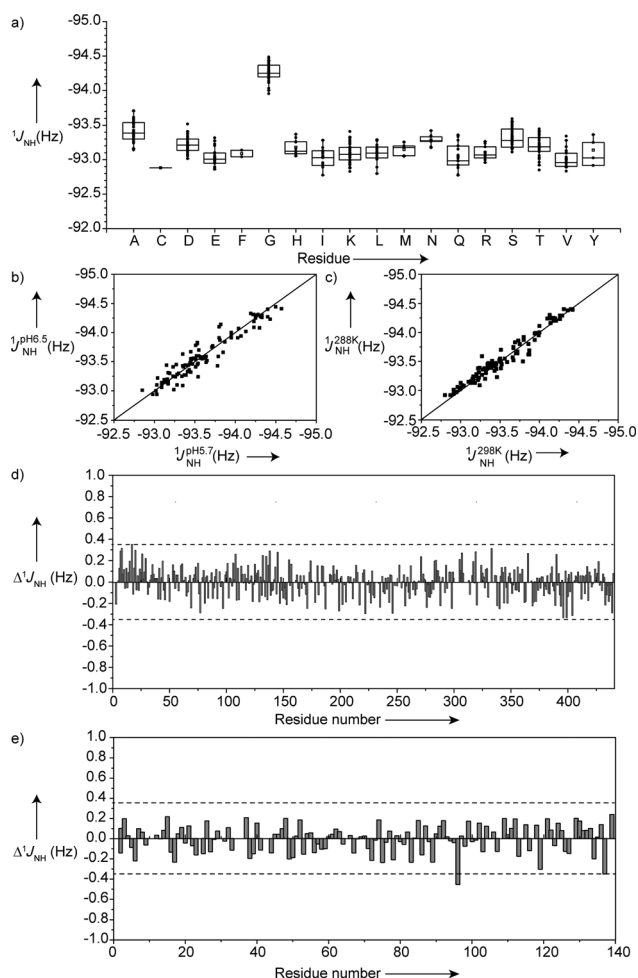 a)
-95.0
-94.5
-94.0
-93.5
-93.0
-92.5
-92.0
¹J_NH (Hz)
A C D E F G H I K L M N Q R S T V Y
Residue
b)
-95.0
-94.5
-94.0
-93.5
-93.0
-92.5
¹J_NH^pH6.5 (Hz)
-92.5 -93.0 -93.5 -94.0 -94.5 -95.0
¹J_NH^pH5.7 (Hz)
c)
-95.0
-94.5
-94.0
-93.5
-93.0
-92.5
¹J_NH^288K (Hz)
-92.5 -93.0 -93.5 -94.0 -94.5 -95.0
¹J_NH^298K (Hz)
d)
1.0
0.8
0.6
0.4
0.2
0.0
-0.2
-0.4
-0.6
-0.8
-1.0
Δ¹J_NH (Hz)
0 50 100 150 200 250 300 350 400
Residue number
e)
1.0
0.8
0.6
0.4
0.2
0.0
-0.2
-0.4
-0.6
-0.8
-1.0
Δ¹J_NH (Hz)
0 20 40 60 80 100 120 140
Residue number